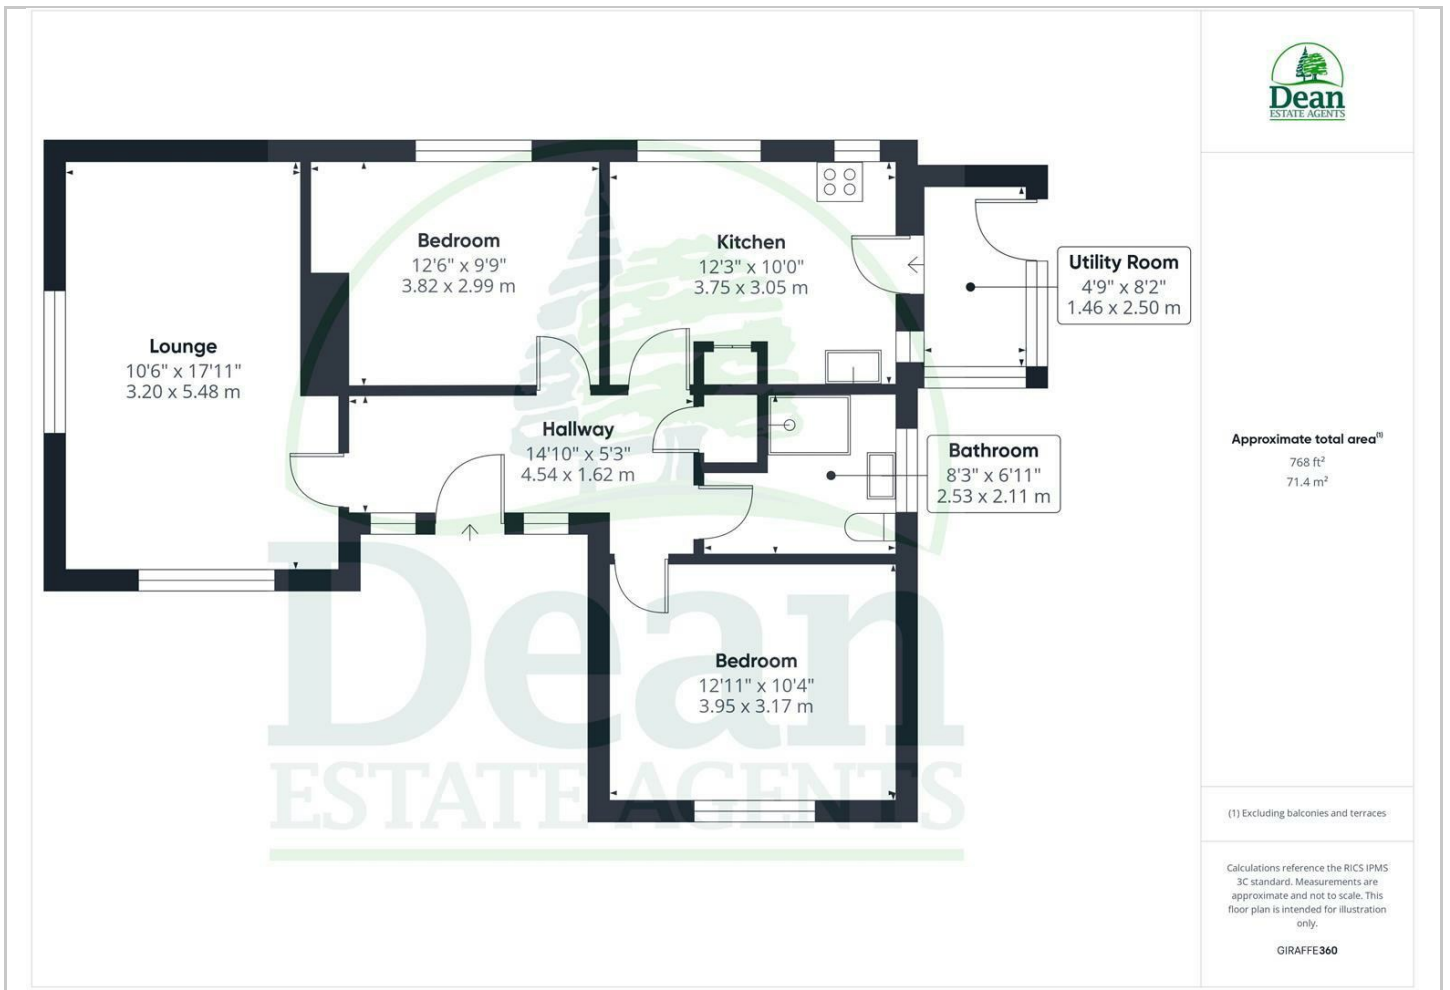 Dean
ESTATE AGENTS
Bedroom
12'6" x 9'9"
3.82 x 2.99 m
Kitchen
12'3" x 10'0"
3.75 x 3.05 m
Utility Room
4'9" x 8'2"
1.46 x 2.50 m
Lounge
10'6" x 17'11"
3.20 x 5.48 m
Hallway
14'10" x 5'3"
4.54 x 1.62 m
Bathroom
8'3" x 6'11"
2.53 x 2.11 m
Bedroom
12'11" x 10'4"
3.95 x 3.17 m
Dean
ESTATE AGENTS
Approximate total area⁽¹⁾
768 ft²
71.4 m²
(1) Excluding balconies and terraces
Calculations reference the RICS IPMS
3C standard. Measurements are
approximate and not to scale. This
floor plan is intended for illustration
only.
GIRAFFE360